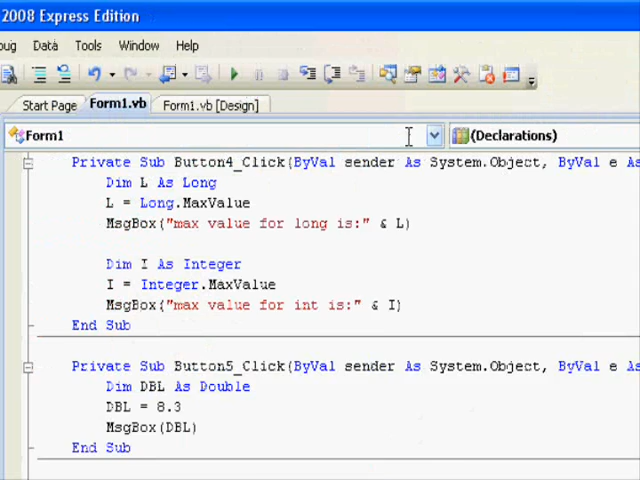 2008 Express Edition
oug Data Tools Window Help
Start Page Form1.vb Form1.vb [Design]
Form1 (Declarations)
Private Sub Button4_Click(ByVal sender As System.Object, ByVal e As
Dim L As Long
L = Long.MaxValue
MsgBox("max value for long is:" & L)
Dim I As Integer
I = Integer.MaxValue
MsgBox("max value for int is:" & I)
End Sub
Private Sub Button5_Click(ByVal sender As System.Object, ByVal e As
Dim DBL As Double
DBL = 8.3
MsgBox(DBL)
End Sub